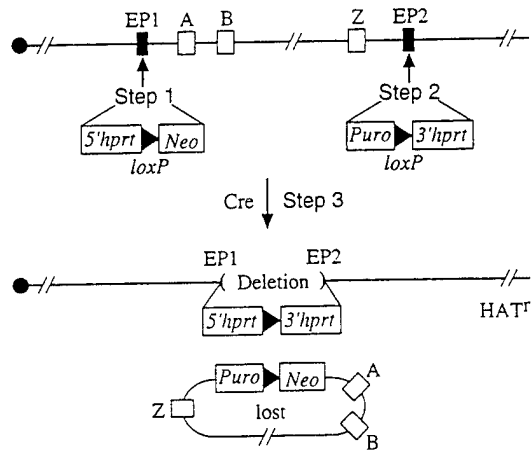 EP1 A B Z EP2
Step 1 Step 2
5'hprt Neo Puro 3'hprt
loxP loxP
Cre Step 3
EP1 EP2
Deletion
5'hprt 3'hprt
HATr
Puro Neo
A
Z lost
B